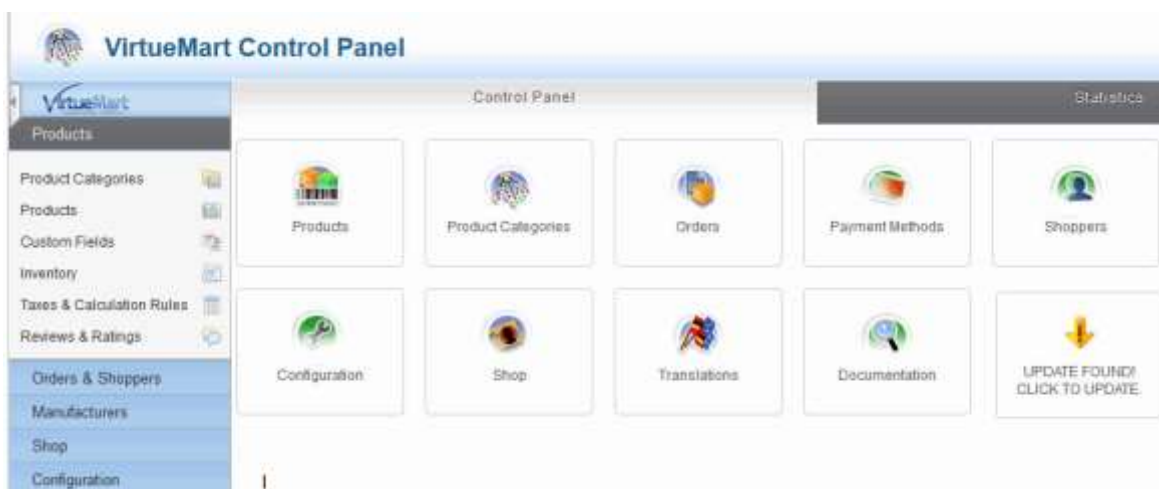 VirtueMart Control Panel
VirtueMart
Control Panel
Statistics
Products
Product Categories
Products
Custom Fields
Inventory
Taxes & Calculation Rules
Reviews & Ratings
Orders & Shoppers
Manufacturers
Shop
Configuration
Products
Product Categories
Orders
Payment Methods
Shoppers
Configuration
Shop
Translations
Documentation
UPDATE FOUND!
CLICK TO UPDATE